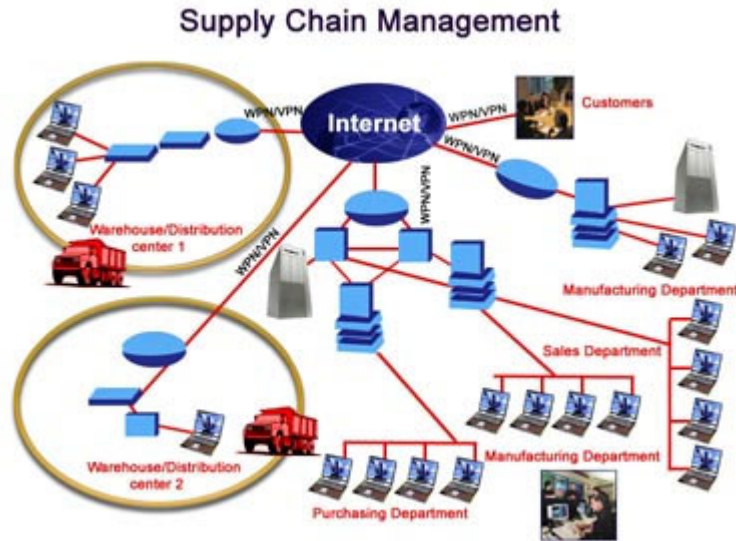 Supply Chain Management
WPN/VPN
Internet
WPN/VPN
Customers
WPN/VPN
WPN/VPN
Warehouse/Distribution
center 1
WPN/VPN
Manufacturing Department
Sales Department
Manufacturing Department
Warehouse/Distribution
center 2
Purchasing Department